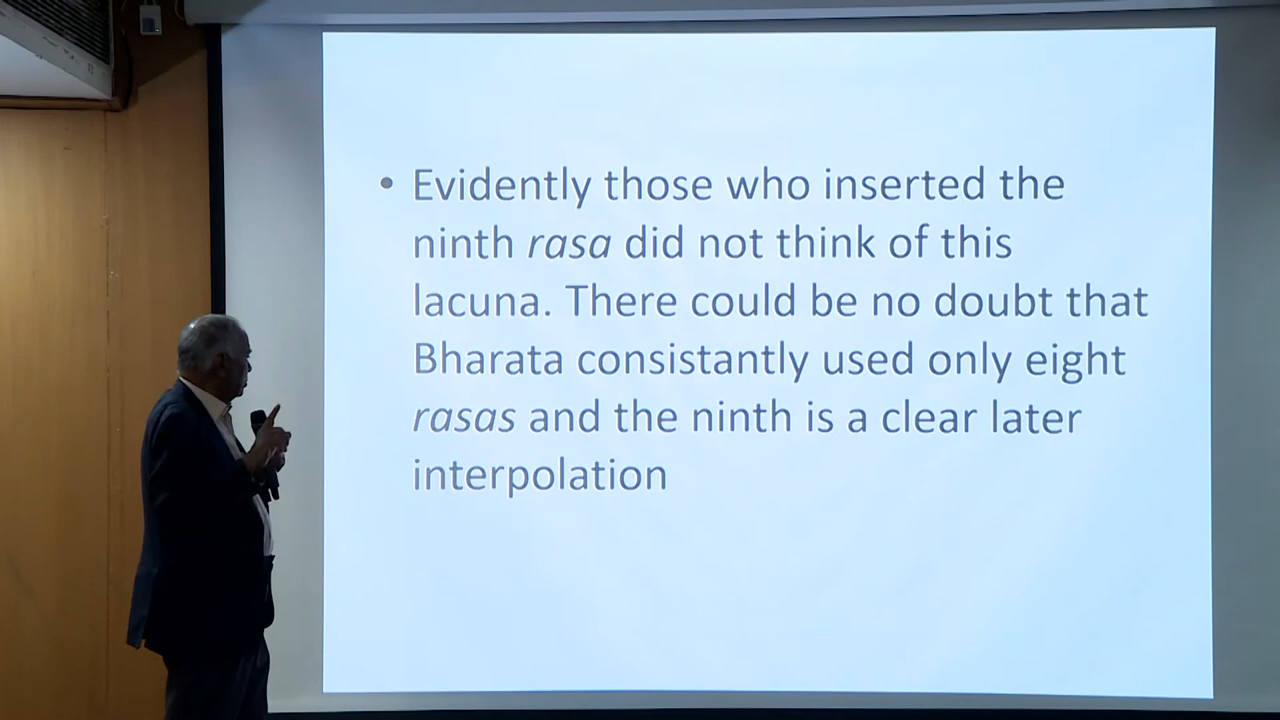 • Evidently those who inserted the
ninth rasa did not think of this
lacuna. There could be no doubt that
Bharata consistantly used only eight
rasas and the ninth is a clear later
interpolation